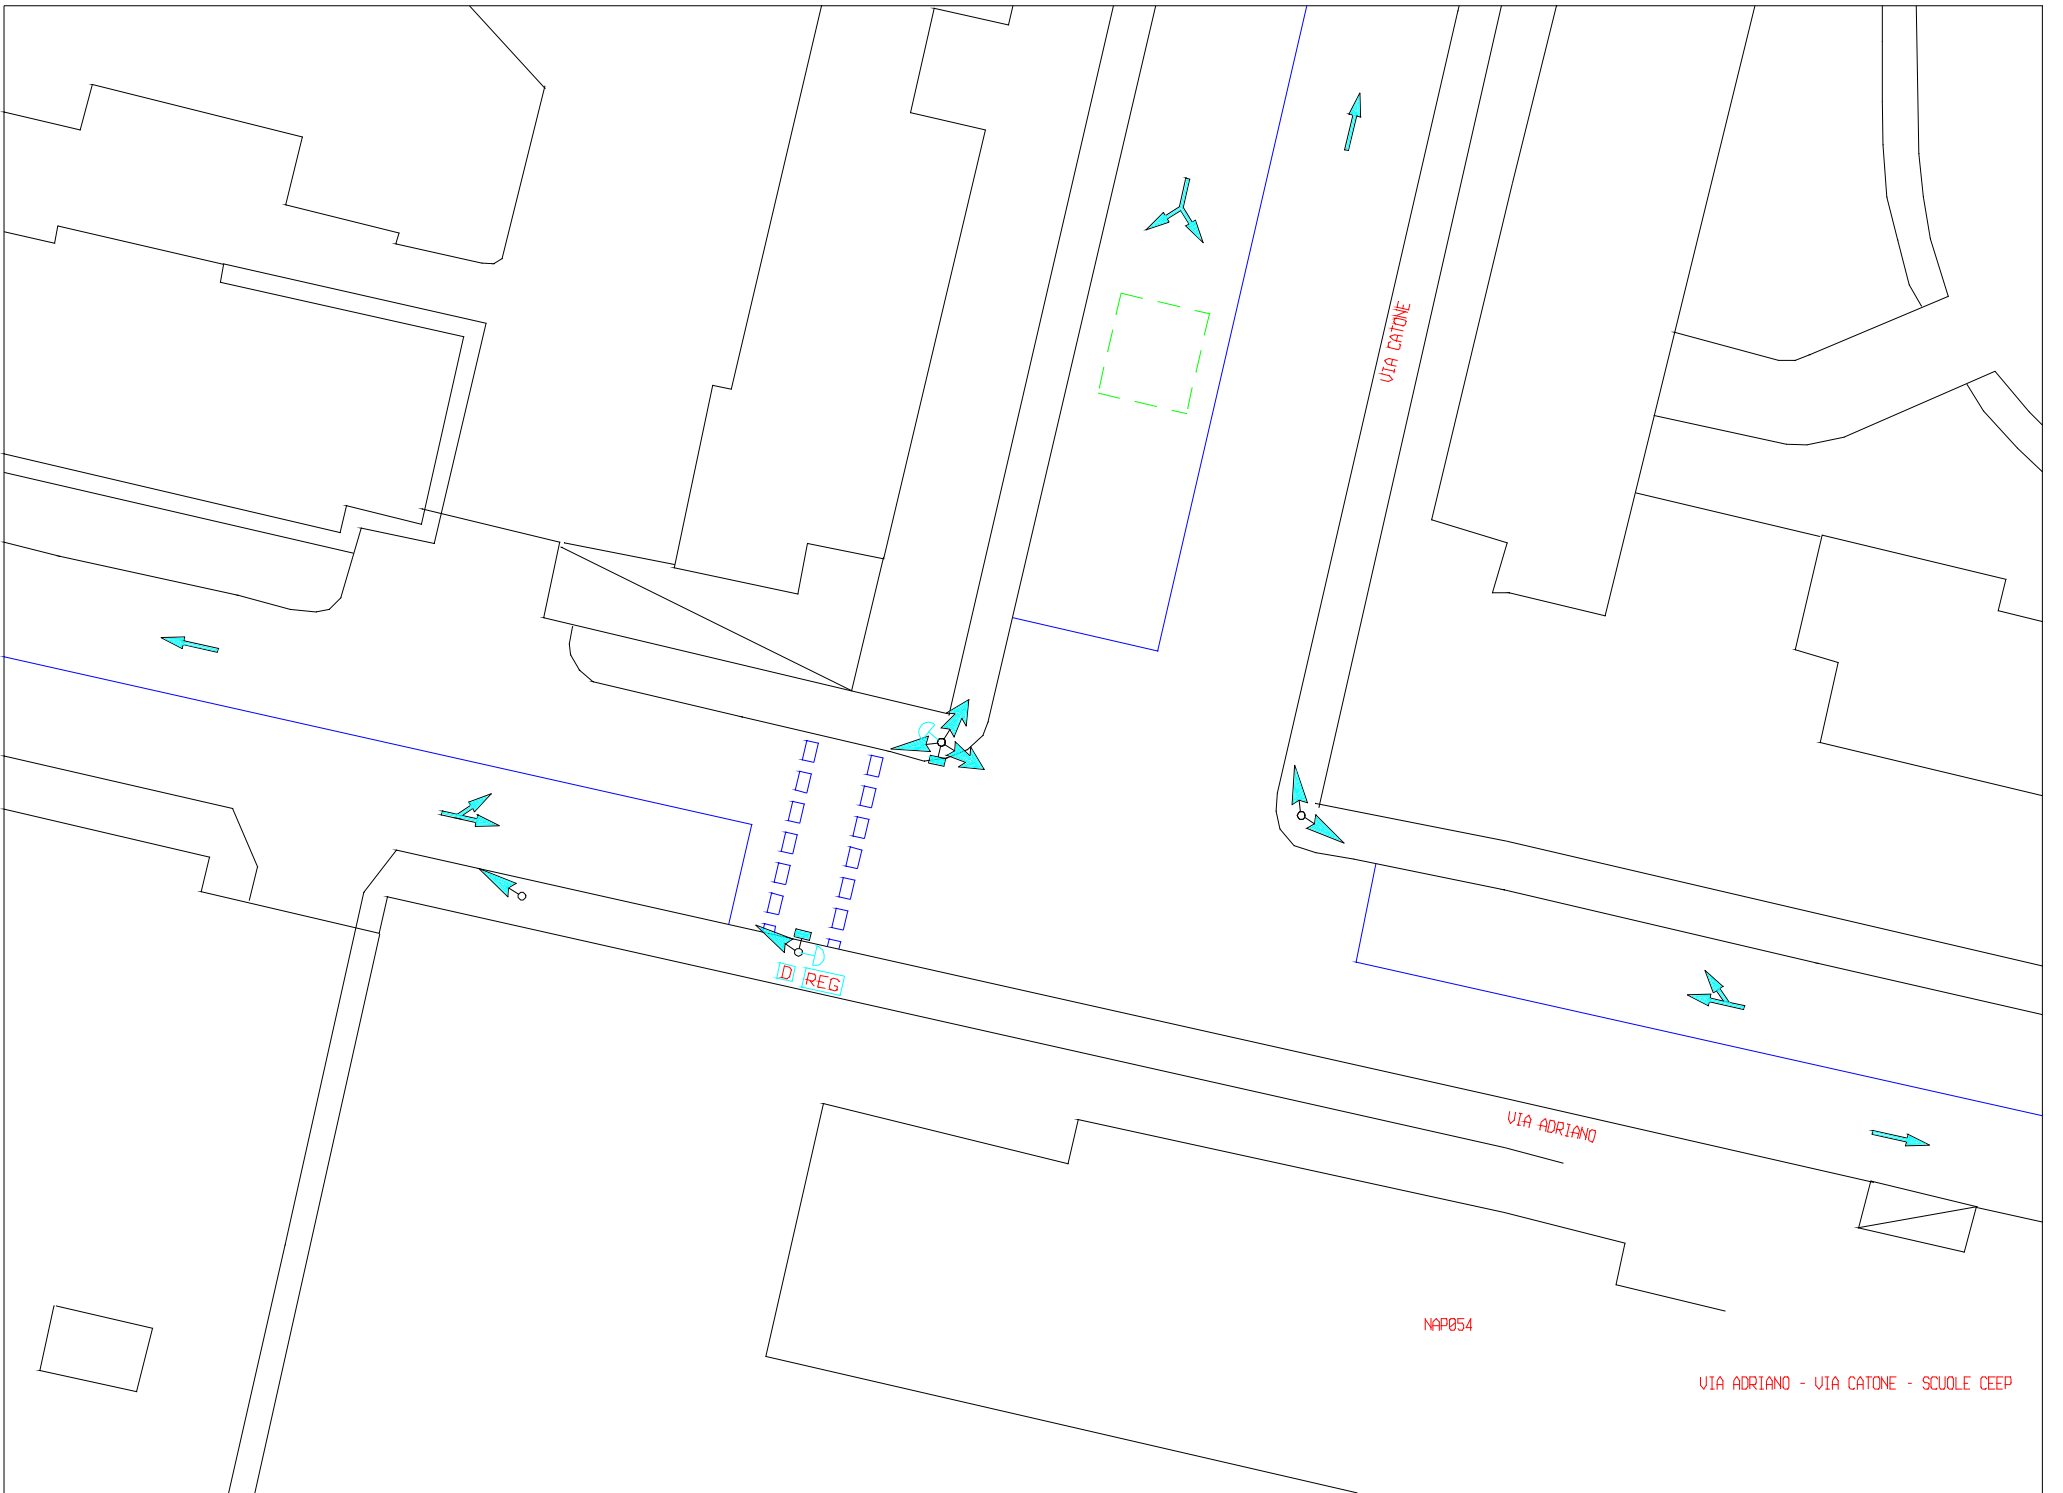 VIA CATONE
D REG
VIA ADRIANO
NAP054
VIA ADRIANO - VIA CATONE - SCUOLE CEEP